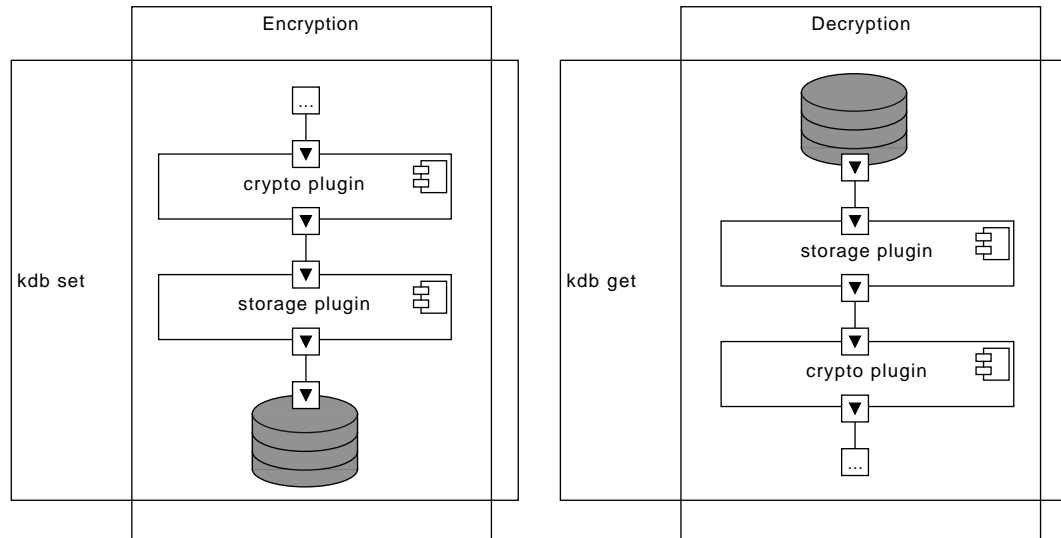 Encryption
...
crypto plugin
kdb set
storage plugin
Decryption
storage plugin
kdb get
crypto plugin
...